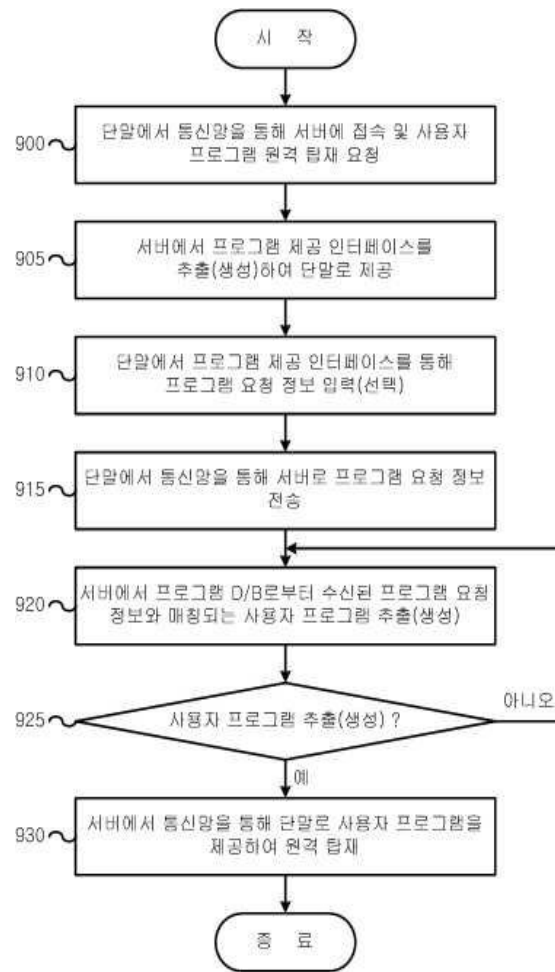 시 작
900
단말에서 통신망을 통해 서버에 접속 및 사용자
프로그램 원격 탑재 요청
905
서버에서 프로그램 제공 인터페이스를
추출(생성)하여 단말로 제공
910
단말에서 프로그램 제공 인터페이스를 통해
프로그램 요청 정보 입력(선택)
915
단말에서 통신망을 통해 서버로 프로그램 요청 정보
전송
920
서버에서 프로그램 D/B로부터 수신된 프로그램 요청
정보와 매칭되는 사용자 프로그램 추출(생성)
925
사용자 프로그램 추출(생성) ?
아니오
예
930
서버에서 통신망을 통해 단말로 사용자 프로그램을
제공하여 원격 탑재
종 료